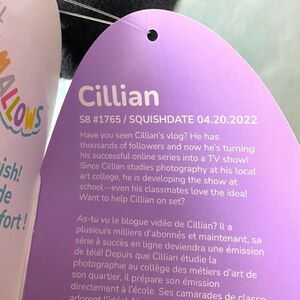 MALLOWS
Cillian
S8 #1765 / SQUISHDATE 04.20.2022
Have you seen Cillian's vlog? He has
thousands of followers and now he's turning
his successful online series into a TV show!
Since Cillian studies photography at his local
art college, he is developing the show at
school—even his classmates love the idea!
Want to help Cillian on set?
As-tu vu le blogue vidéo de Cillian? Il a
plusieurs milliers d'abonnés et maintenant, sa
série à succès en ligne deviendra une émission
de télé! Depuis que Cillian étudie la
photographie au collège des métiers d'art de
son quartier, il prépare son émission
directement à l'école. Ses camarades de classe